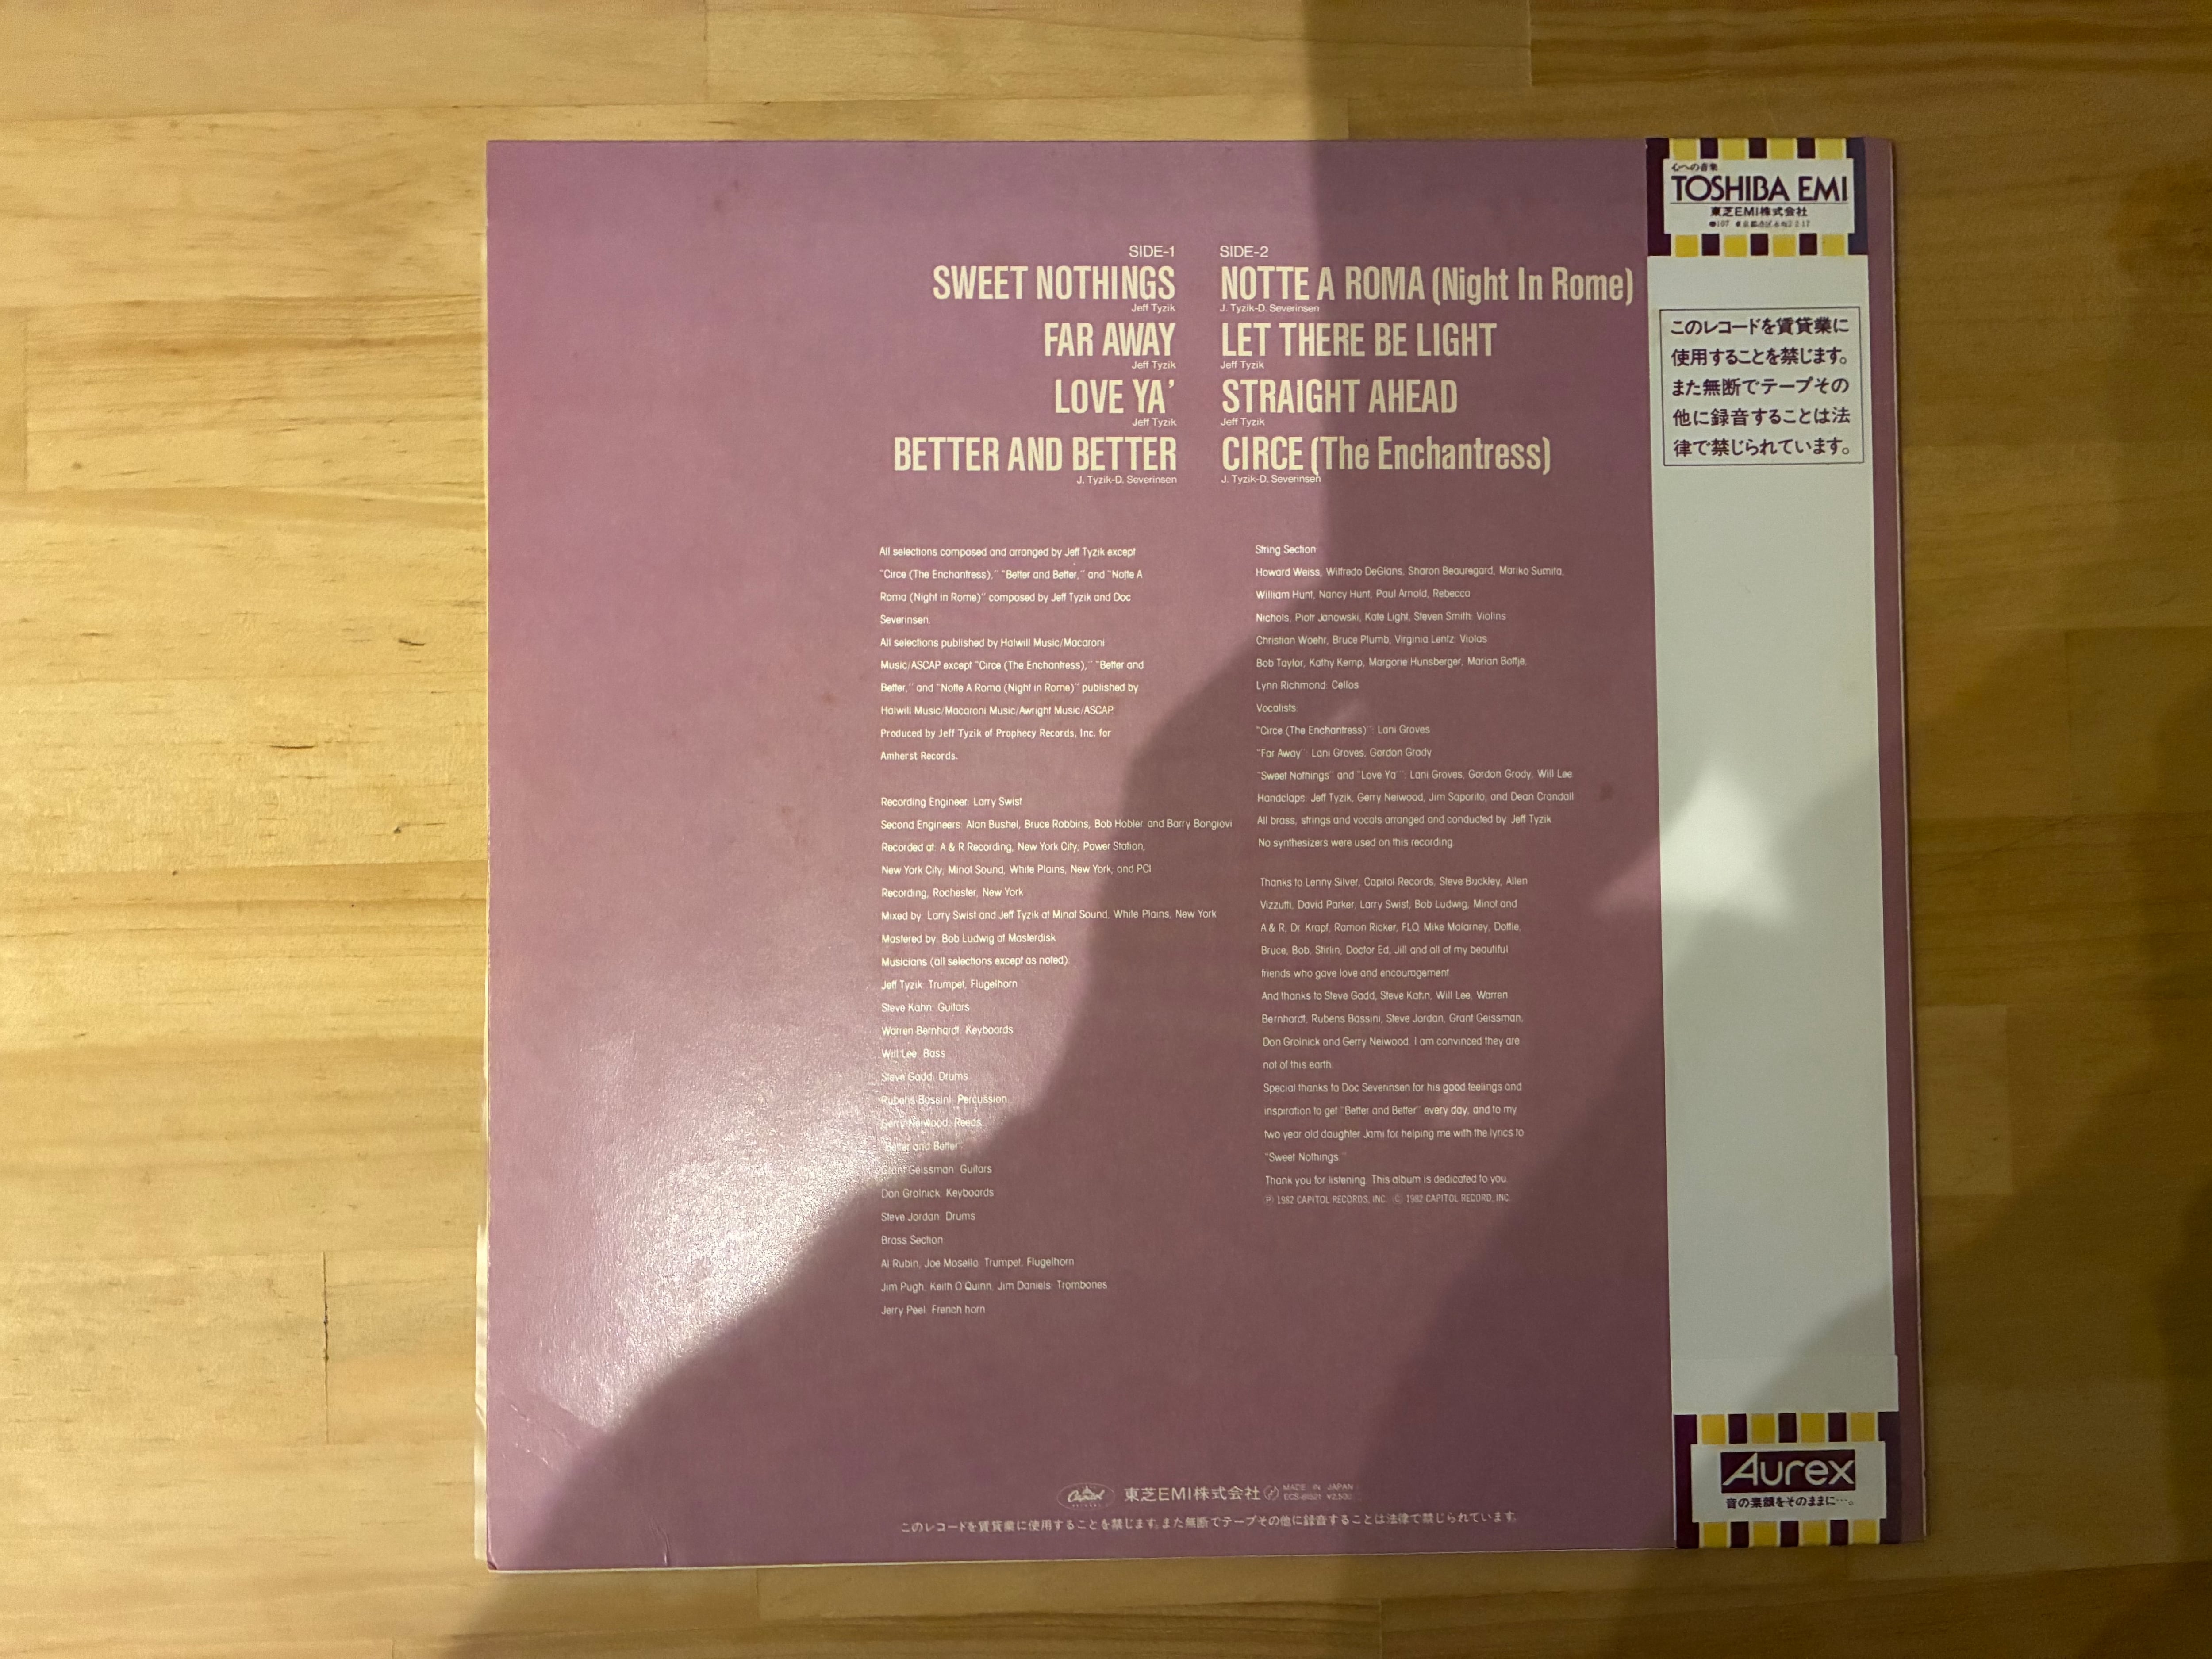 SIDE-1
SWEET NOTHINGS
Jeff Tyzik
FAR AWAY
Jeff Tyzik
LOVE YA'
Jeff Tyzik
BETTER AND BETTER
J. Tyzik-D. Severinsen
SIDE-2
NOTTE A ROMA (Night In Rome)
J. Tyzik-D. Severinsen
LET THERE BE LIGHT
Jeff Tyzik
STRAIGHT AHEAD
Jeff Tyzik
CIRCE (The Enchantress)
J. Tyzik-D. Severinsen
All selections composed and arranged by Jeff Tyzik except
"Circe (The Enchantress)," "Better and Better," and "Notte A
Roma (Night in Rome)" composed by Jeff Tyzik and Doc
Severinsen.
All selections published by Halwill Music/Macaroni
Music/ASCAP except "Circe (The Enchantress)," "Better and
Better," and "Notte A Roma (Night in Rome)" published by
Halwill Music/Macaroni Music/Awright Music/ASCAP.
Produced by Jeff Tyzik of Prophecy Records, Inc. for
Amherst Records.
Recording Engineer: Larry Swist
Second Engineers: Alan Bushel, Bruce Robbins, Bob Hobler and Barry Bongiovi
Recorded at: A & R Recording, New York City; Power Station,
New York City; Minot Sound, White Plains, New York; and PCI
Recording, Rochester, New York
Mixed by: Larry Swist and Jeff Tyzik at Minot Sound, White Plains, New York
Mastered by: Bob Ludwig at Masterdisk
Musicians (all selections except as noted):
Jeff Tyzik: Trumpet, Flugelhorn
Steve Kahn: Guitars
Warren Bernhardt: Keyboards
Will Lee: Bass
Steve Gadd: Drums
Rubens Bassini: Percussion
Gerry Neiwood: Reeds
"Better and Better":
Grant Geissman: Guitars
Don Grolnick: Keyboards
Steve Jordan: Drums
Brass Section
Al Rubin, Joe Mosello: Trumpet, Flugelhorn
Jim Pugh, Keith O'Quinn, Jim Daniels: Trombones
Jerry Peel: French horn
String Section
Howard Weiss, Wilfredo DeGlans, Sharon Beauregard, Mariko Sumita,
William Hunt, Nancy Hunt, Paul Arnold, Rebecca
Nichols, Piotr Janowski, Kate Light, Steven Smith: Violins
Christian Woehr, Bruce Plumb, Virginia Lentz: Violas
Bob Taylor, Kathy Kemp, Margorie Hunsberger, Marian Bottje,
Lynn Richmond: Cellos
Vocalists:
"Circe (The Enchantress)": Lani Groves
"Far Away": Lani Groves, Gordon Grody
"Sweet Nothings" and "Love Ya'": Lani Groves, Gordon Grody, Will Lee
Handclaps: Jeff Tyzik, Gerry Neiwood, Jim Saporito, and Dean Crandall
All brass, strings and vocals arranged and conducted by Jeff Tyzik
No synthesizers were used on this recording.
Thanks to Lenny Silver, Capitol Records, Steve Buckley, Allen
Vizzutti, David Parker, Larry Swist, Bob Ludwig, Minot and
A & R, Dr. Krapf, Ramon Ricker, FLO, Mike Malarney, Dottie,
Bruce, Bob, Stirlin, Doctor Ed, Jill and all of my beautiful
friends who gave love and encouragement.
And thanks to Steve Gadd, Steve Kahn, Will Lee, Warren
Bernhardt, Rubens Bassini, Steve Jordan, Grant Geissman,
Don Grolnick and Gerry Neiwood. I am convinced they are
not of this earth.
Special thanks to Doc Severinsen for his good feelings and
inspiration to get "Better and Better" every day, and to my
two year old daughter Jami for helping me with the lyrics to
"Sweet Nothings."
Thank you for listening. This album is dedicated to you.
Ⓟ 1982 CAPITOL RECORDS, INC. Ⓒ 1982 CAPITOL RECORD, INC.
Capitol 東芝EMI株式会社 MADE IN JAPAN
¥2,500
このレコードを賃貸業に使用することを禁じます。また無断でテープその他に録音することは法律で禁じられています。
心への音楽
TOSHIBA EMI
東芝EMI株式会社
このレコードを賃貸業に
使用することを禁じます。
また無断でテープその
他に録音することは法
律で禁じられています。
Aurex
音の素顔をそのままに…。